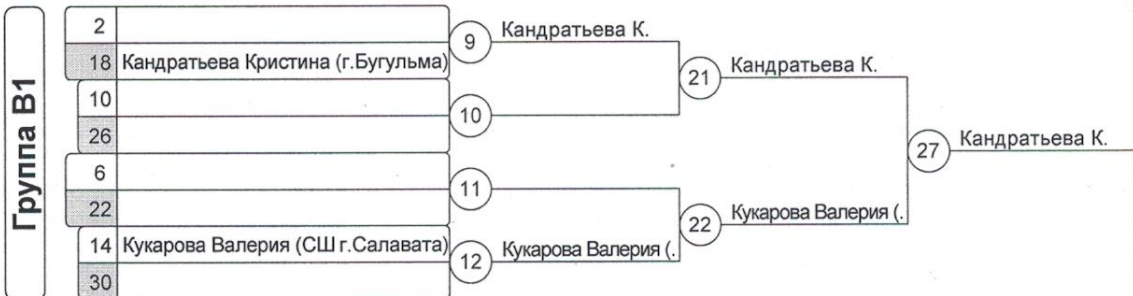 Группа В1
2
18 Кандратьева Кристина (г.Бугульма)
10
26
6
22
14 Кукарова Валерия (СШ г.Салавата)
30
9 Кандратьева К.
10
11
12 Кукарова Валерия (.
21 Кандратьева К.
22 Кукарова Валерия (.
27 Кандратьева К.